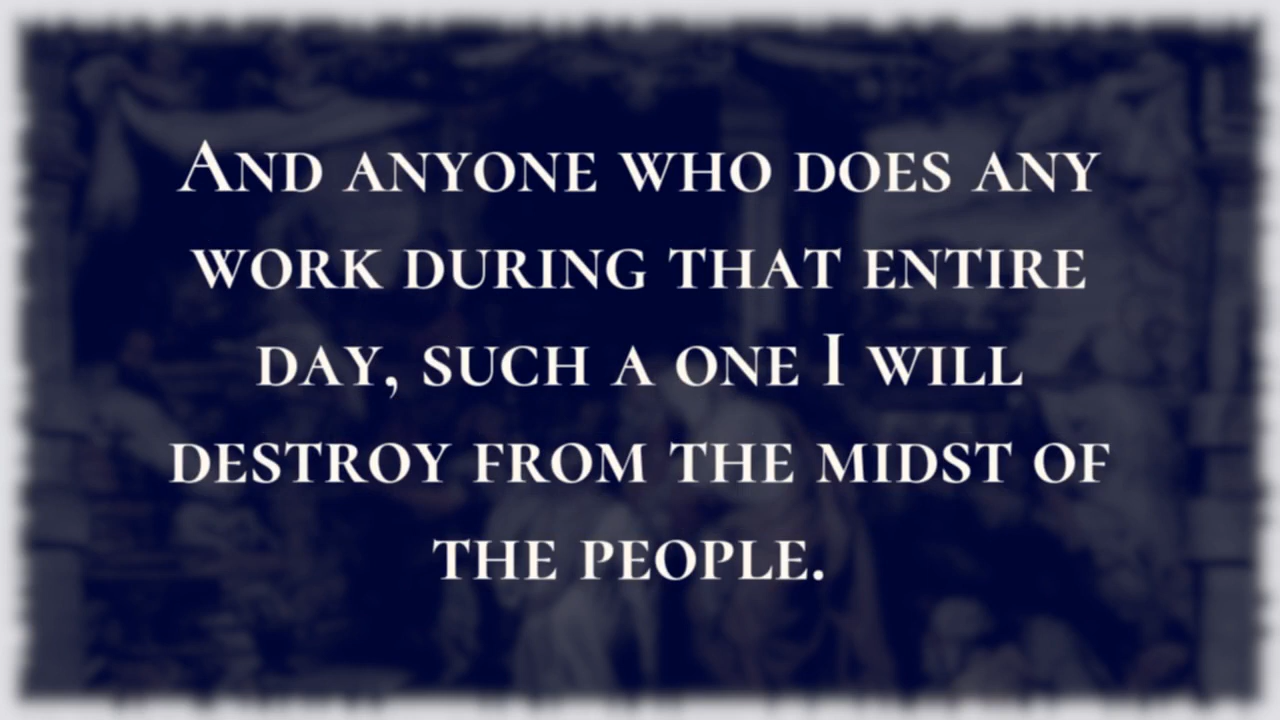 And anyone who does any
work during that entire
day, such a one I will
destroy from the midst of
the people.